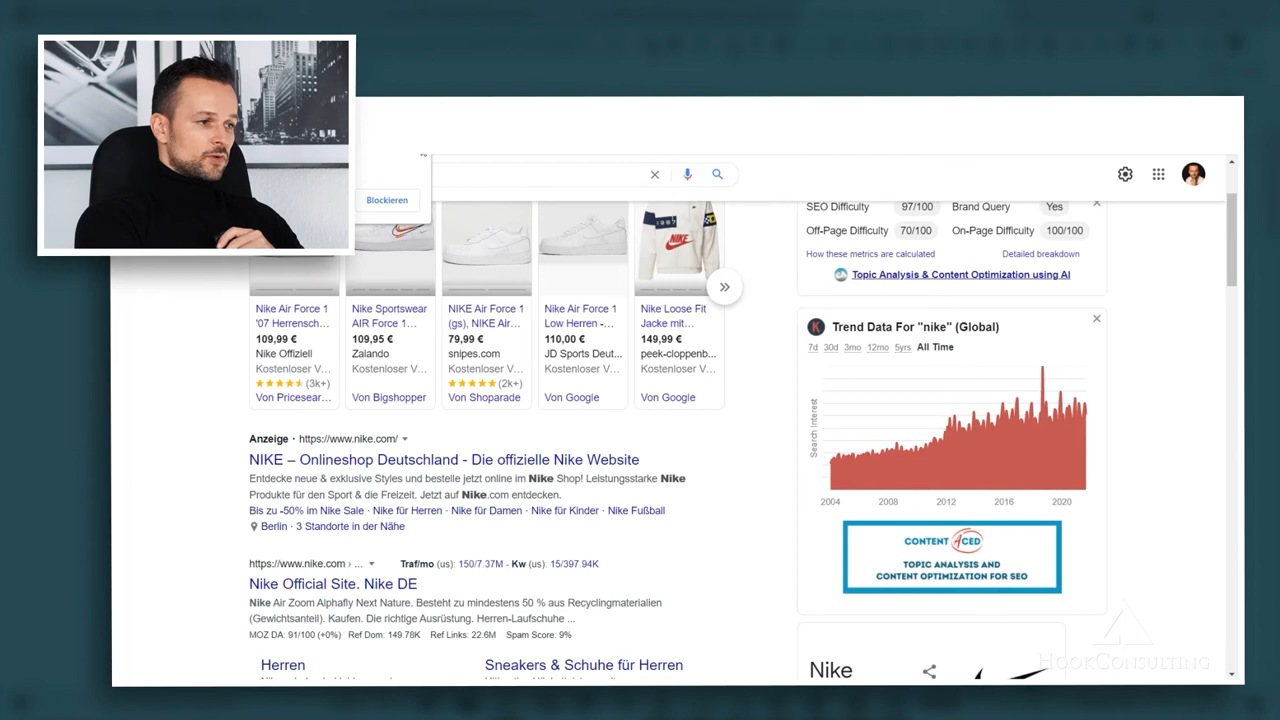 Blockieren
SEO Difficulty 97/100 Brand Query Yes
Off-Page Difficulty 70/100 On-Page Difficulty 100/100
How these metrics are calculated Detailed breakdown
Topic Analysis & Content Optimization using AI
NIKE
Nike Air Force 1 '07 Herrensch...
109,99 €
Nike Offiziell
Kostenloser V...
(3k+)
Von Pricesear...
Nike Sportswear AIR Force 1...
109,95 €
Zalando
Kostenloser V...
Von Bigshopper
NIKE Air Force 1 (gs), NIKE Air...
79,99 €
snipes.com
Kostenloser V...
(2k+)
Von Shoparade
Nike Air Force 1 Low Herren -...
110,00 €
JD Sports Deut...
Kostenloser V...
Von Google
Nike Loose Fit Jacke mit...
149,99 €
peek-cloppenb...
Kostenloser V...
Von Google
Anzeige · https://www.nike.com/
NIKE – Onlineshop Deutschland - Die offizielle Nike Website
Entdecke neue & exklusive Styles und bestelle jetzt online im Nike Shop! Leistungsstarke Nike
Produkte für den Sport & die Freizeit. Jetzt auf Nike.com entdecken.
Bis zu -50% im Nike Sale · Nike für Herren · Nike für Damen · Nike für Kinder · Nike Fußball
Berlin · 3 Standorte in der Nähe
https://www.nike.com › ... Traf/mo (us): 150/7.37M - Kw (us): 15/397.94K
Nike Official Site. Nike DE
Nike Air Zoom Alphafly Next Nature. Besteht zu mindestens 50 % aus Recyclingmaterialien
(Gewichtsanteil). Kaufen. Die richtige Ausrüstung. Herren-Laufschuhe ...
MOZ DA: 91/100 (+0%) Ref Dom: 149.78K Ref Links: 22.6M Spam Score: 9%
Herren Sneakers & Schuhe für Herren
K Trend Data For "nike" (Global)
7d 30d 3mo 12mo 5yrs All Time
Search Interest
2004 2008 2012 2016 2020
CONTENT ACED
TOPIC ANALYSIS AND
CONTENT OPTIMIZATION FOR SEO
Nike
HOOKCONSULTING